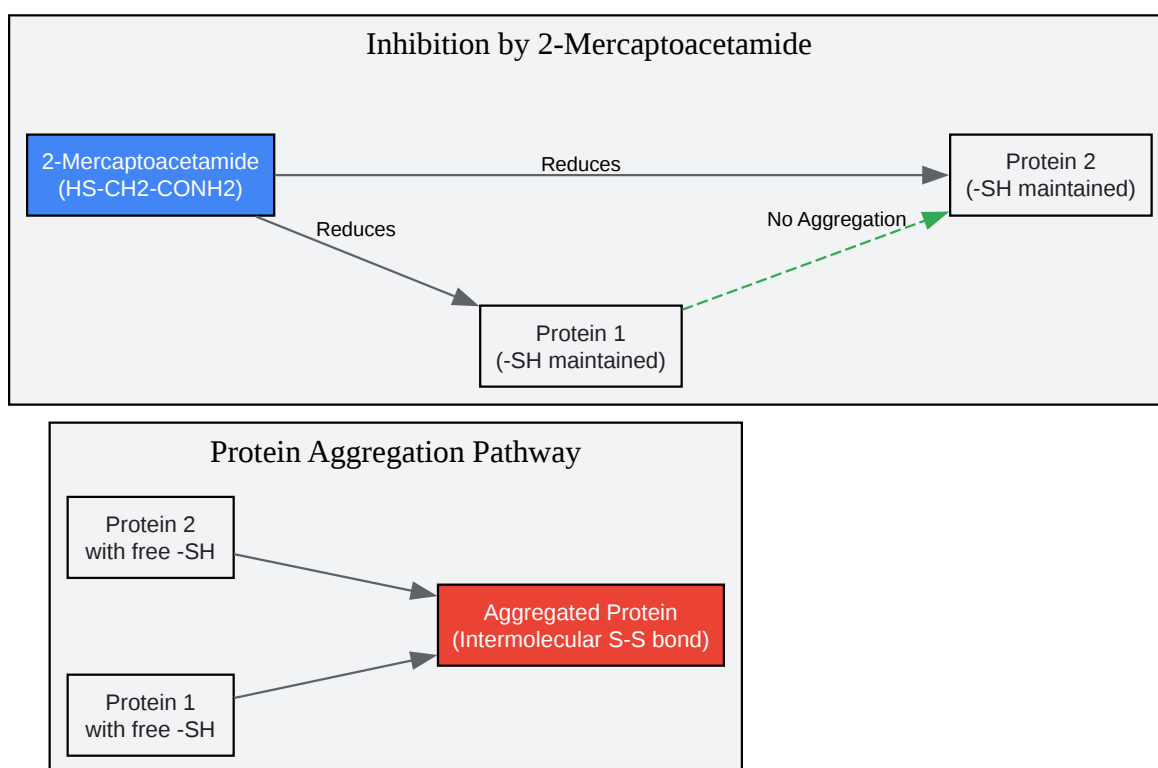 Inhibition by 2-Mercaptoacetamide
2-Mercaptoacetamide
(HS-CH2-CONH2)
Reduces
Protein 2
(-SH maintained)
No Aggregation
Reduces
Protein 1
(-SH maintained)
Protein Aggregation Pathway
Protein 2
with free -SH
Aggregated Protein
(Intermolecular S-S bond)
Protein 1
with free -SH